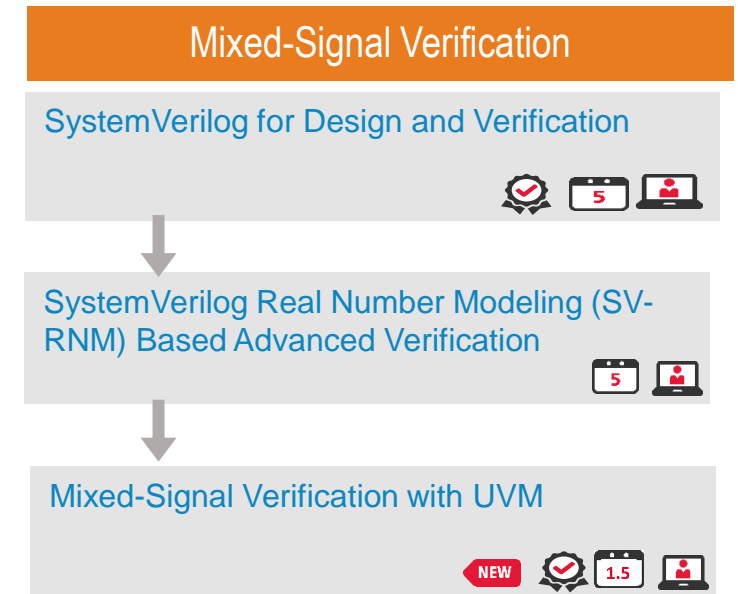 Mixed-Signal Verification
SystemVerilog for Design and Verification
5
SystemVerilog Real Number Modeling (SV-
RNM) Based Advanced Verification
5
Mixed-Signal Verification with UVM
NEW
1.5